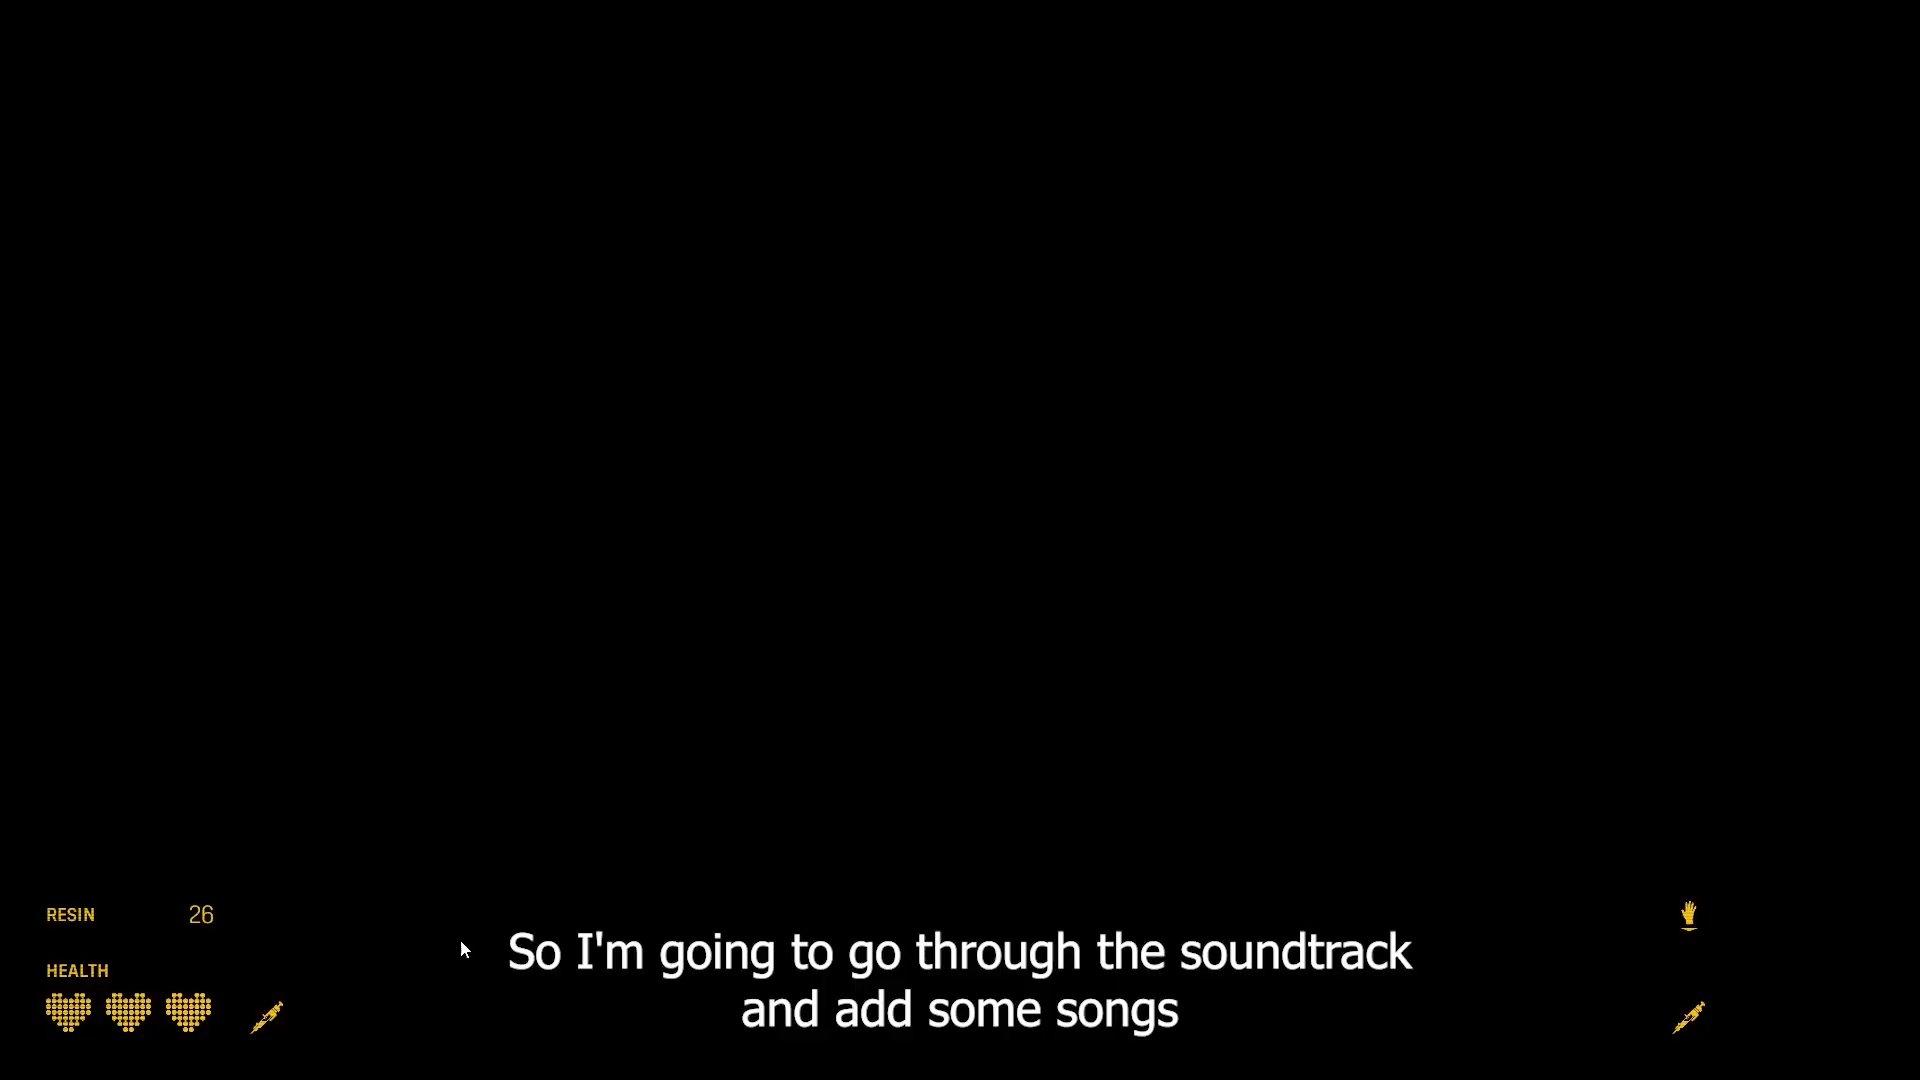 RESIN 26
HEALTH
So I'm going to go through the soundtrack
and add some songs